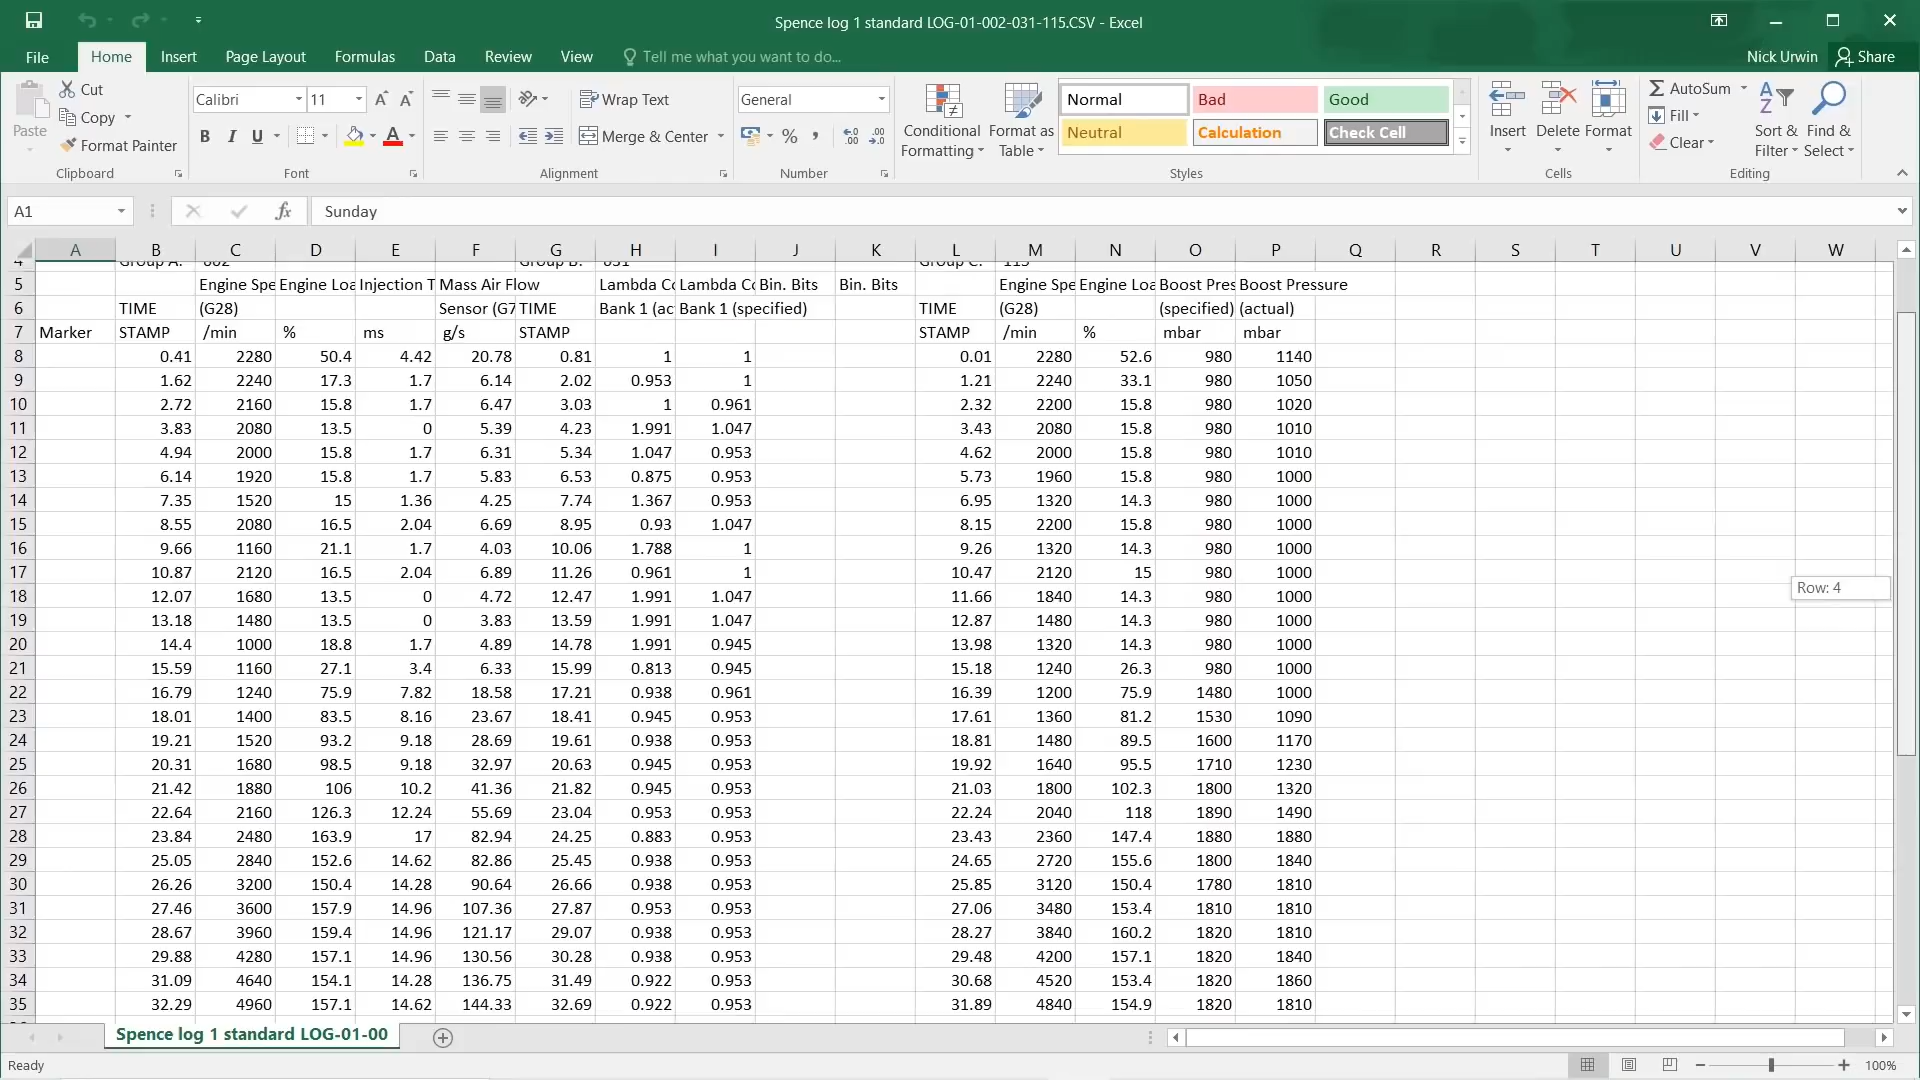 Spence log 1 standard LOG-01-002-031-115.CSV - Excel
File Home Insert Page Layout Formulas Data Review View Tell me what you want to do... Nick Urwin Share
Paste Cut Copy Format Painter Clipboard
Calibri 11 A A B I U A Font
Wrap Text Merge & Center Alignment
General % , .00 Number
Conditional Formatting Format as Table
Normal Bad Good
Neutral Calculation Check Cell
Styles
Insert Delete Format Cells
AutoSum Fill Clear Sort & Filter Find & Select Editing
A1 fx Sunday
A B C D E F G H I J K L M N O P Q R S T U V W
4 Group A: 002 Group B: 031 Group C: 115
5 Engine Spe Engine Loa Injection T Mass Air Flow Lambda Co Lambda Co Bin. Bits Bin. Bits Engine Spe Engine Loa Boost Pres Boost Pressure
6 TIME (G28) Sensor (G7 TIME Bank 1 (ac Bank 1 (specified) TIME (G28) (specified) (actual)
7 Marker STAMP /min % ms g/s STAMP STAMP /min % mbar mbar
8 0.41 2280 50.4 4.42 20.78 0.81 1 1 0.01 2280 52.6 980 1140
9 1.62 2240 17.3 1.7 6.14 2.02 0.953 1 1.21 2240 33.1 980 1050
10 2.72 2160 15.8 1.7 6.47 3.03 1 0.961 2.32 2200 15.8 980 1020
11 3.83 2080 13.5 0 5.39 4.23 1.991 1.047 3.43 2080 15.8 980 1010
12 4.94 2000 15.8 1.7 6.31 5.34 1.047 0.953 4.62 2000 15.8 980 1010
13 6.14 1920 15.8 1.7 5.83 6.53 0.875 0.953 5.73 1960 15.8 980 1000
14 7.35 1520 15 1.36 4.25 7.74 1.367 0.953 6.95 1320 14.3 980 1000
15 8.55 2080 16.5 2.04 6.69 8.95 0.93 1.047 8.15 2200 15.8 980 1000
16 9.66 1160 21.1 1.7 4.03 10.06 1.788 1 9.26 1320 14.3 980 1000
17 10.87 2120 16.5 2.04 6.89 11.26 0.961 1 10.47 2120 15 980 1000
18 12.07 1680 13.5 0 4.72 12.47 1.991 1.047 11.66 1840 14.3 980 1000 Row: 4
19 13.18 1480 13.5 0 3.83 13.59 1.991 1.047 12.87 1480 14.3 980 1000
20 14.4 1000 18.8 1.7 4.89 14.78 1.991 0.945 13.98 1320 14.3 980 1000
21 15.59 1160 27.1 3.4 6.33 15.99 0.813 0.945 15.18 1240 26.3 980 1000
22 16.79 1240 75.9 7.82 18.58 17.21 0.938 0.961 16.39 1200 75.9 1480 1000
23 18.01 1400 83.5 8.16 23.67 18.41 0.945 0.953 17.61 1360 81.2 1530 1090
24 19.21 1520 93.2 9.18 28.69 19.61 0.938 0.953 18.81 1480 89.5 1600 1170
25 20.31 1680 98.5 9.18 32.97 20.63 0.945 0.953 19.92 1640 95.5 1710 1230
26 21.42 1880 106 10.2 41.36 21.82 0.945 0.953 21.03 1800 102.3 1800 1320
27 22.64 2160 126.3 12.24 55.69 23.04 0.953 0.953 22.24 2040 118 1890 1490
28 23.84 2480 163.9 17 82.94 24.25 0.883 0.953 23.43 2360 147.4 1880 1880
29 25.05 2840 152.6 14.62 82.86 25.45 0.938 0.953 24.65 2720 155.6 1800 1840
30 26.26 3200 150.4 14.28 90.64 26.66 0.938 0.953 25.85 3120 150.4 1780 1810
31 27.46 3600 157.9 14.96 107.36 27.87 0.953 0.953 27.06 3480 153.4 1810 1810
32 28.67 3960 159.4 14.96 121.17 29.07 0.938 0.953 28.27 3840 160.2 1820 1810
33 29.88 4280 157.1 14.96 130.56 30.28 0.938 0.953 29.48 4200 157.1 1820 1840
34 31.09 4640 154.1 14.28 136.75 31.49 0.922 0.953 30.68 4520 153.4 1820 1860
35 32.29 4960 157.1 14.62 144.33 32.69 0.922 0.953 31.89 4840 154.9 1820 1810
Spence log 1 standard LOG-01-00
Ready 100%